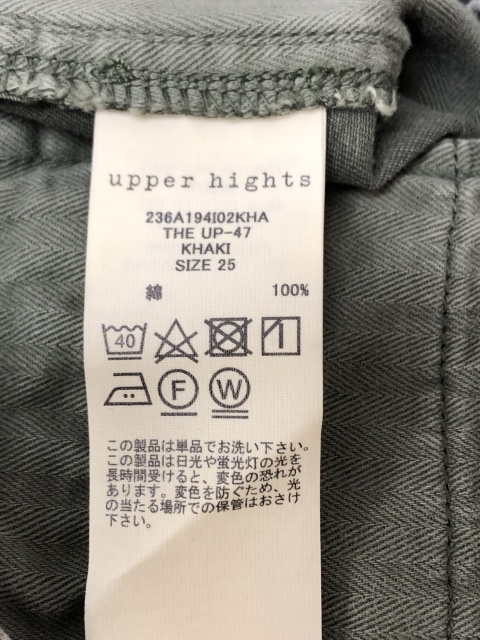 upper hights
236A194I02KHA
THE UP-47
KHAKI
SIZE 25
綿 100%
40
F W
この製品は単品でお洗い下さい。
この製品は日光や蛍光灯の光を
長時間受けると、変色の恐れが
あります。変色を防ぐため、光
の当たる場所での保管はおさけ
下さい。